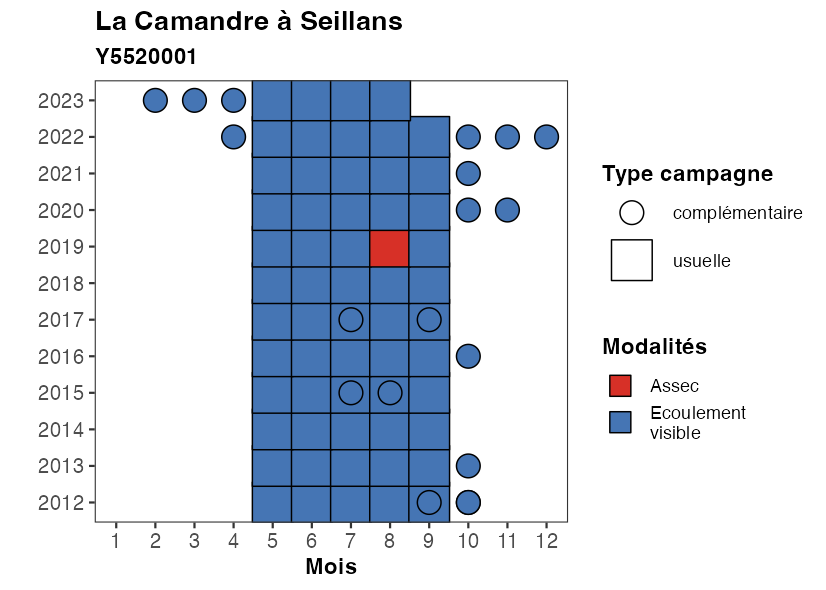 La Camandre à Seillans
Y5520001
2023
2022
2021
2020
2019
2018
2017
2016
2015
2014
2013
2012
1 2 3 4 5 6 7 8 9 10 11 12
Mois
Type campagne
complémentaire
usuelle
Modalités
Assec
Ecoulement
visible